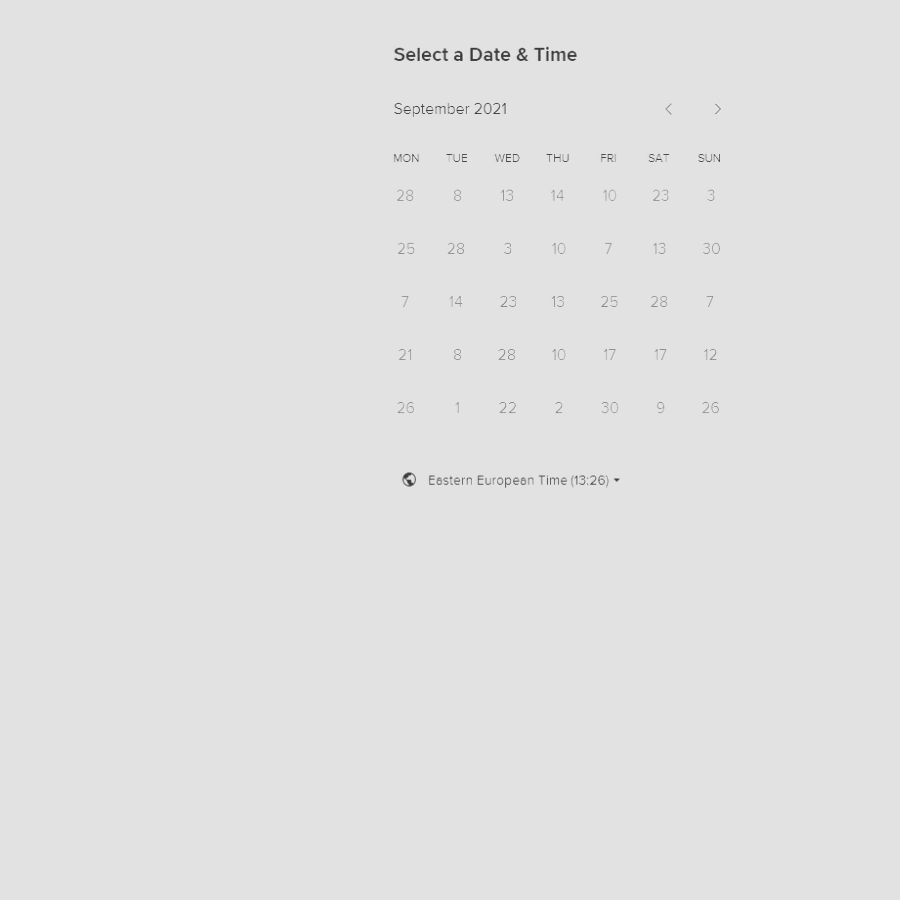 Select a Date & Time
September 2021
MON TUE WED THU FRI SAT SUN
28 8 13 14 10 23 3
25 28 3 10 7 13 30
7 14 23 13 25 28 7
21 8 28 10 17 17 12
26 1 22 2 30 9 26
Eastern European Time (13:26)